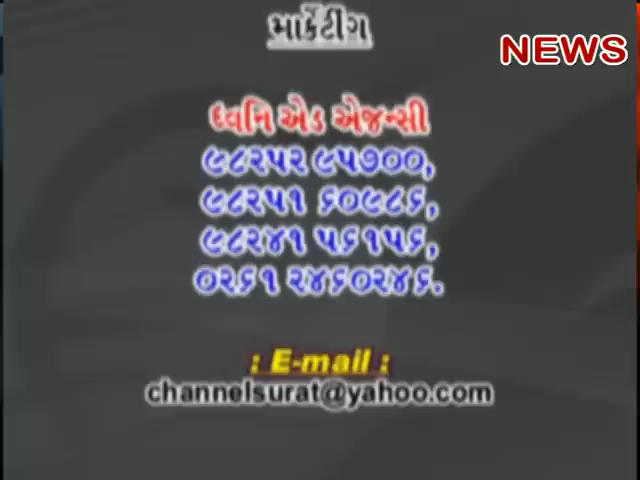 માર્કેટીંગ
NEWS
ધ્વનિ એડ એજન્સી
૯૮૨૫૨ ૯૫૭૦૦,
૯૮૨૫૧ ૬૦૯૮૬,
૯૮૨૪૧ ૫૬૧૫૬,
૦૨૬૧ ૨૪૬૦૨૪૬.
: E-mail :
channelsurat@yahoo.com